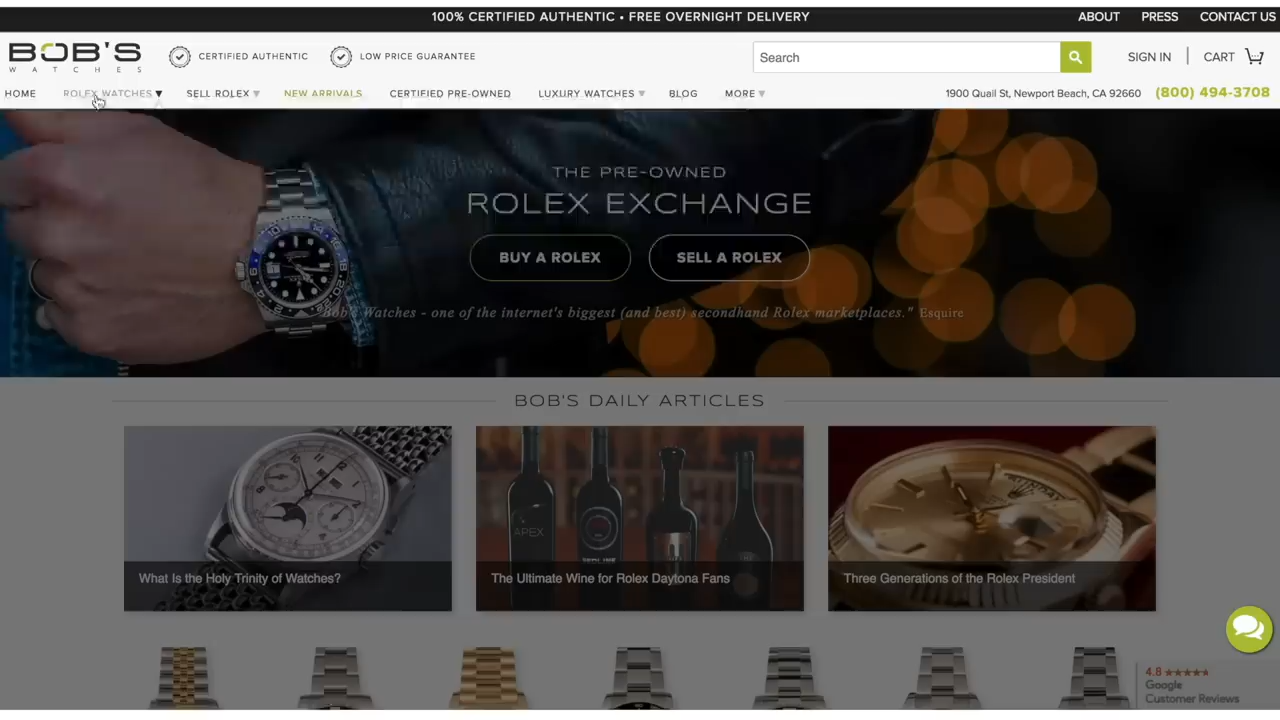 100% CERTIFIED AUTHENTIC • FREE OVERNIGHT DELIVERY
ABOUT PRESS CONTACT US
BOB'S
WATCHES
CERTIFIED AUTHENTIC
LOW PRICE GUARANTEE
Search
SIGN IN
CART
HOME ROLEX WATCHES SELL ROLEX NEW ARRIVALS CERTIFIED PRE-OWNED LUXURY WATCHES BLOG MORE
1900 Quail St, Newport Beach, CA 92660 (800) 494-3708
THE PRE-OWNED
ROLEX EXCHANGE
BUY A ROLEX
SELL A ROLEX
"Bob's Watches - one of the internet's biggest (and best) secondhand Rolex marketplaces." Esquire
BOB'S DAILY ARTICLES
APEX
What Is the Holy Trinity of Watches?
The Ultimate Wine for Rolex Daytona Fans
Three Generations of the Rolex President
4.8
Google
Customer Reviews